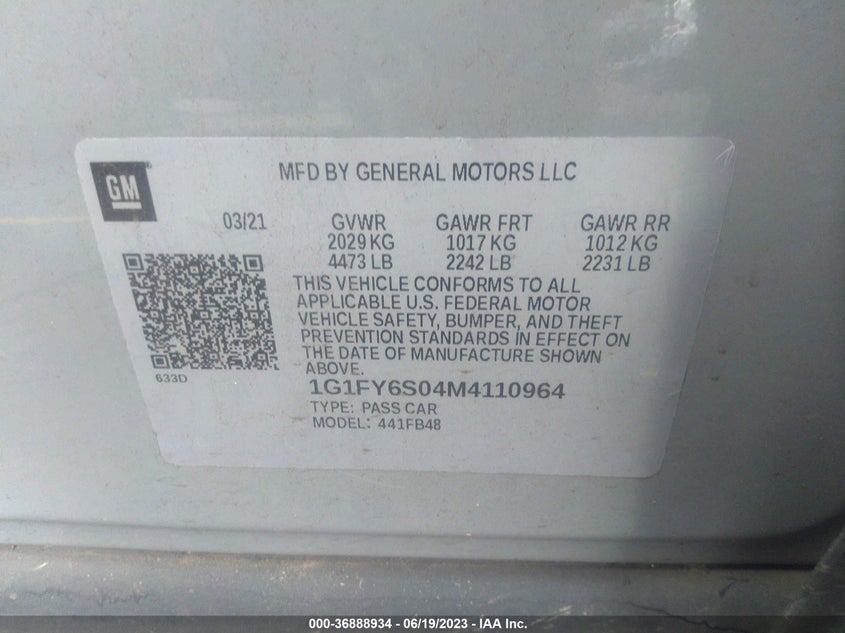 GM
MFD BY GENERAL MOTORS LLC
03/21 GVWR GAWR FRT GAWR RR
2029 KG 1017 KG 1012 KG
4473 LB 2242 LB 2231 LB
THIS VEHICLE CONFORMS TO ALL
APPLICABLE U.S. FEDERAL MOTOR
VEHICLE SAFETY, BUMPER, AND THEFT
PREVENTION STANDARDS IN EFFECT ON
THE DATE OF MANUFACTURE SHOWN
ABOVE.
633D
1G1FY6S04M4110964
TYPE: PASS CAR
MODEL: 441FB48
000-36888934 - 06/19/2023 - IAA Inc.